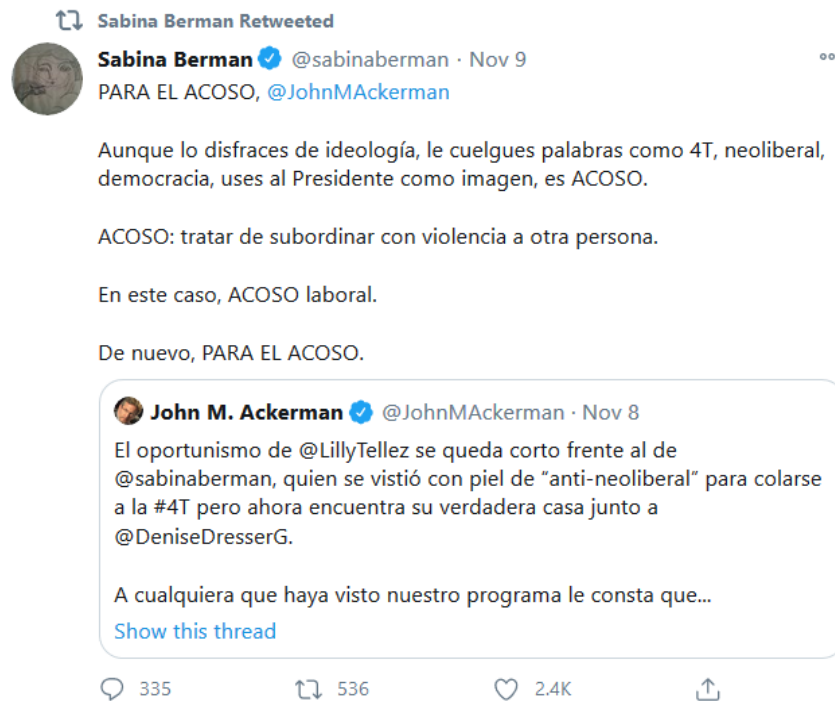 Sabina Berman Retweeted
Sabina Berman @sabinaberman · Nov 9
PARA EL ACOSO, @JohnMAckerman
Aunque lo disfraces de ideología, le cuelgues palabras como 4T, neoliberal,
democracia, uses al Presidente como imagen, es ACOSO.
ACOSO: tratar de subordinar con violencia a otra persona.
En este caso, ACOSO laboral.
De nuevo, PARA EL ACOSO.
John M. Ackerman @JohnMAckerman · Nov 8
El oportunismo de @LillyTellez se queda corto frente al de
@sabinaberman, quien se vistió con piel de “anti-neoliberal” para colarse
a la #4T pero ahora encuentra su verdadera casa junto a
@DeniseDresserG.
A cualquiera que haya visto nuestro programa le consta que...
Show this thread
335 536 2.4K